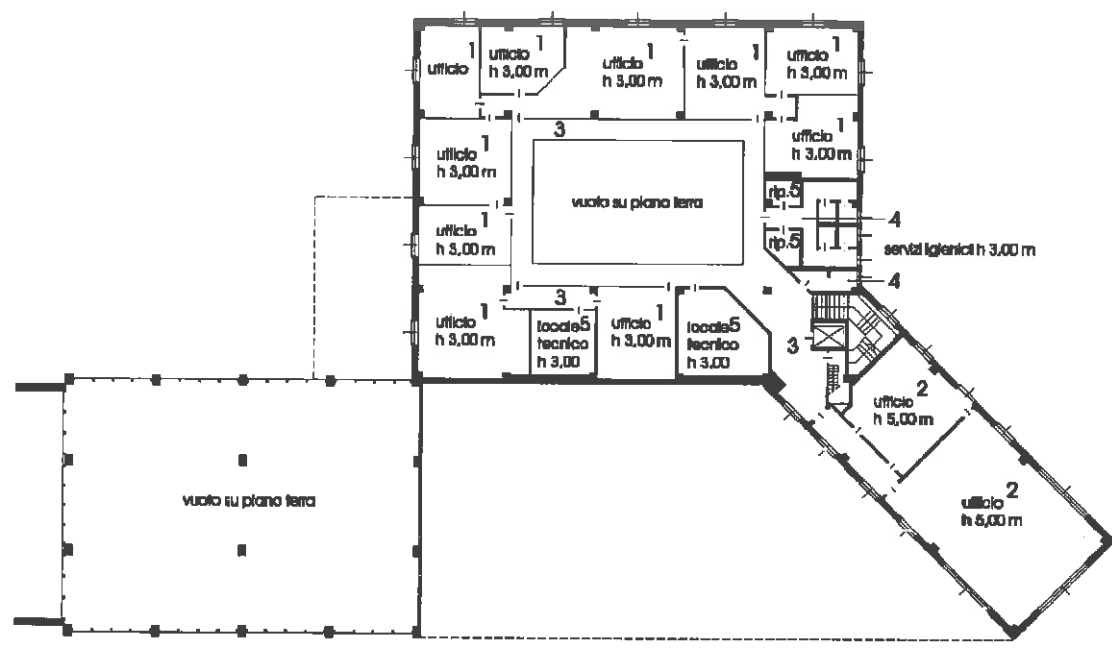 1
ufficio
1
ufficio
h 3,00 m
1
ufficio
h 3,00 m
1
ufficio
h 3,00 m
1
ufficio
h 3,00 m
1
ufficio
h 3,00 m
1
ufficio
h 3,00 m
3
vuoto su piano terra
rip. 5
rip. 5
4
servizi igienici h 3,00 m
4
1
ufficio
h 3,00 m
1
ufficio
h 3,00 m
3
locale 5
tecnico
h 3,00
1
ufficio
h 3,00 m
locale 5
tecnico
h 3,00
3
2
ufficio
h 5,00 m
2
ufficio
h 5,00 m
vuoto su piano terra